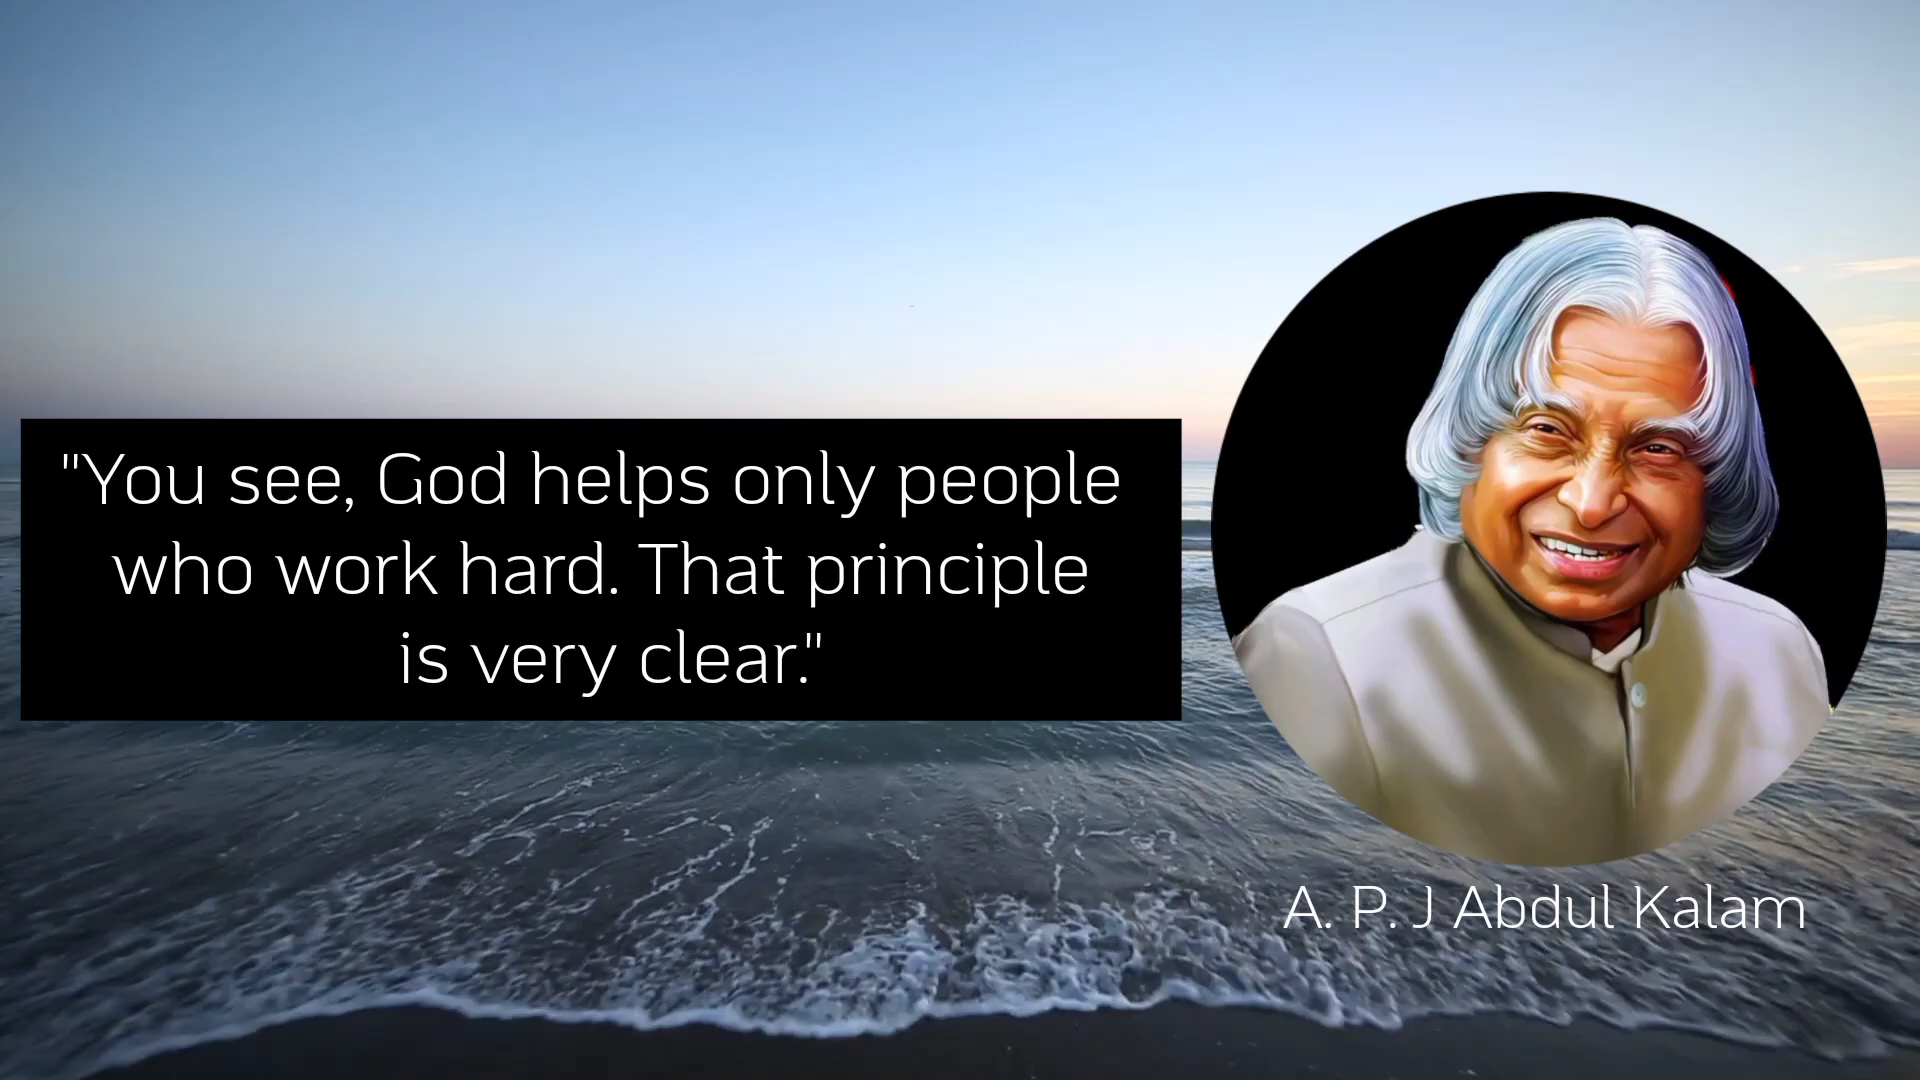 "You see, God helps only people
who work hard. That principle
is very clear."
A. P. J Abdul Kalam